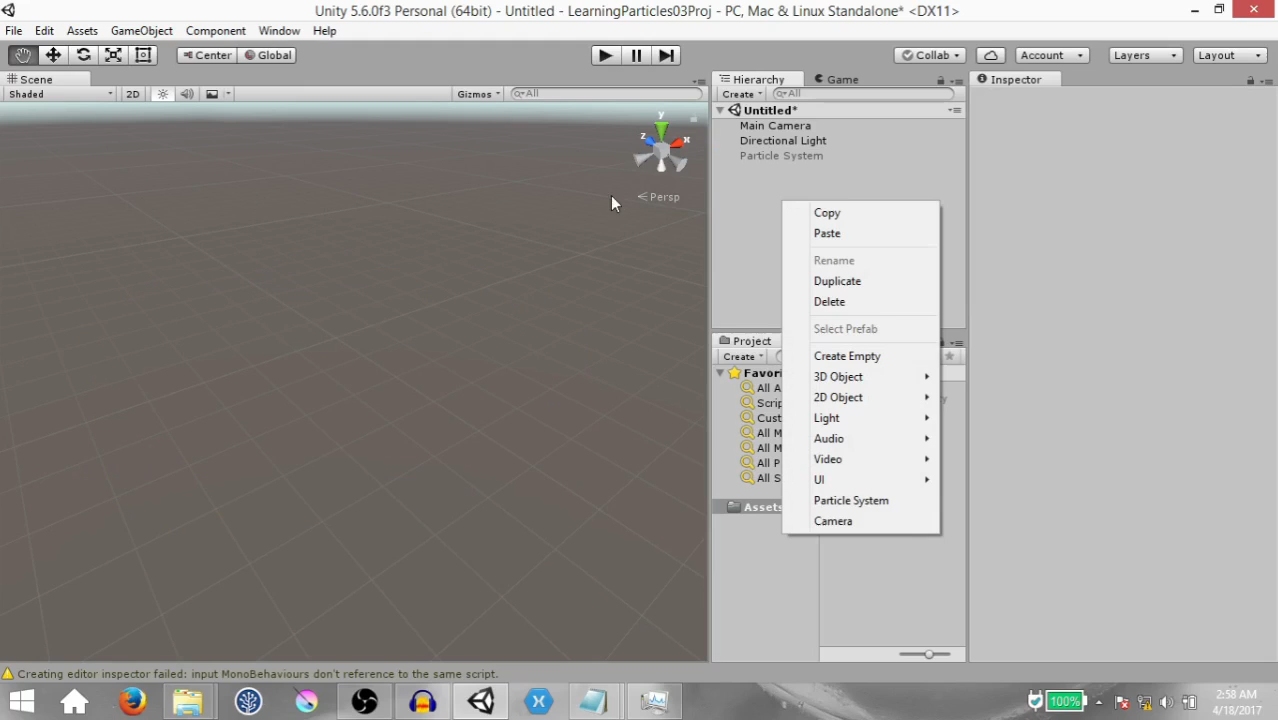 Unity 5.6.0f3 Personal (64bit) - Untitled - LearningParticles03Proj - PC, Mac & Linux Standalone* <DX11>
File Edit Assets GameObject Component Window Help
Center Global Collab Account Layers Layout
Scene
Shaded 2D Gizmos All
y
z x
Persp
Hierarchy Game
Create All
Untitled*
Main Camera
Directional Light
Particle System
Inspector
Copy
Paste
Rename
Duplicate
Delete
Select Prefab
Create Empty
3D Object
2D Object
Light
Audio
Video
UI
Particle System
Camera
Project
Create
Favori
All A
Scrip
Cust
All M
All M
All P
All S
Assets
Creating editor inspector failed: input MonoBehaviours don't reference to the same script.
100%
2:58 AM
4/18/2017